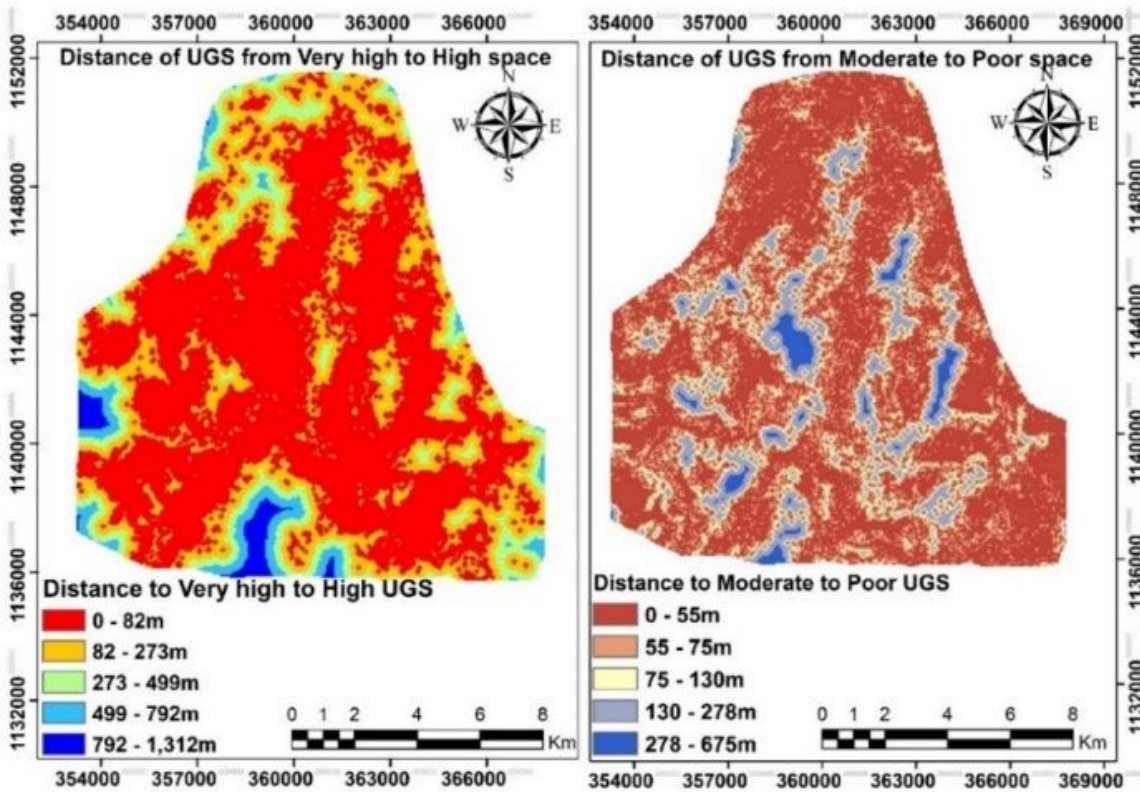 354000 357000 360000 363000 366000
354000 357000 360000 363000 366000 369000
Distance of UGS from Very high to High space
N
W E
S
1152000
1148000
1144000
1140000
1136000
1132000
Distance to Very high to High UGS
0 - 82m
82 - 273m
273 - 499m
499 - 792m
792 - 1,312m
0 1 2 4 6 8
Km
354000 357000 360000 363000 366000
Distance of UGS from Moderate to Poor space
N
W E
S
1152000
1148000
1144000
1140000
1136000
1132000
Distance to Moderate to Poor UGS
0 - 55m
55 - 75m
75 - 130m
130 - 278m
278 - 675m
0 1 2 4 6 8
Km
354000 357000 360000 363000 366000 369000